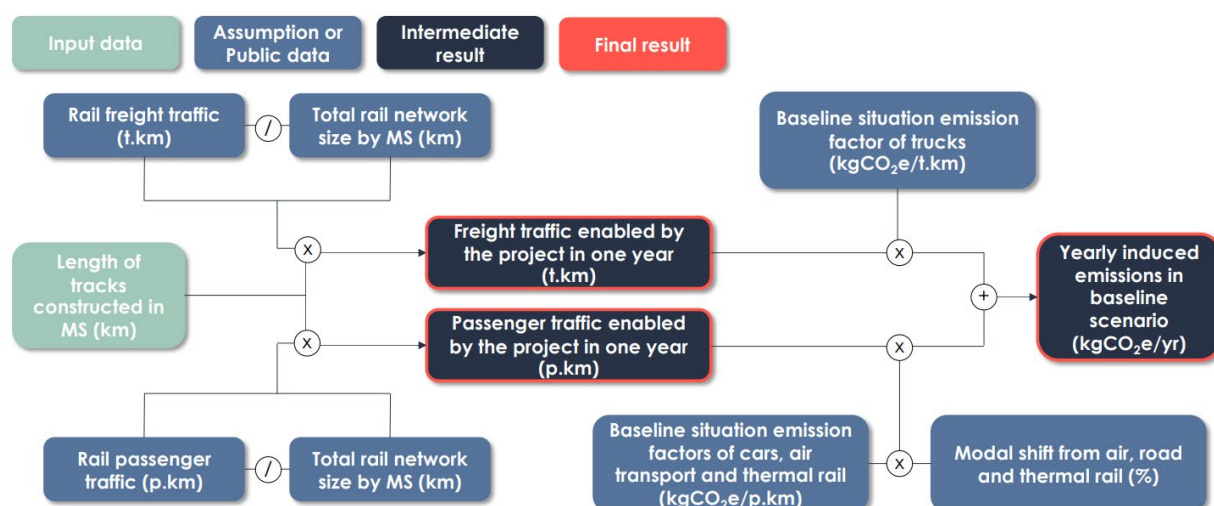 Input data
Assumption or
Public data
Intermediate
result
Final result
Rail freight traffic
(t.km)
/
Total rail network
size by MS (km)
Baseline situation emission
factor of trucks
(kgCO₂e/t.km)
x
Freight traffic enabled by
the project in one year
(t.km)
x
Length of
tracks
constructed in
MS (km)
+
Yearly induced
emissions in
baseline
scenario
(kgCO₂e/yr)
x
Passenger traffic enabled
by the project in one year
(p.km)
x
Rail passenger
traffic (p.km)
/
Total rail network
size by MS (km)
Baseline situation emission
factors of cars, air
transport and thermal rail
(kgCO₂e/p.km)
x
Modal shift from air, road
and thermal rail (%)